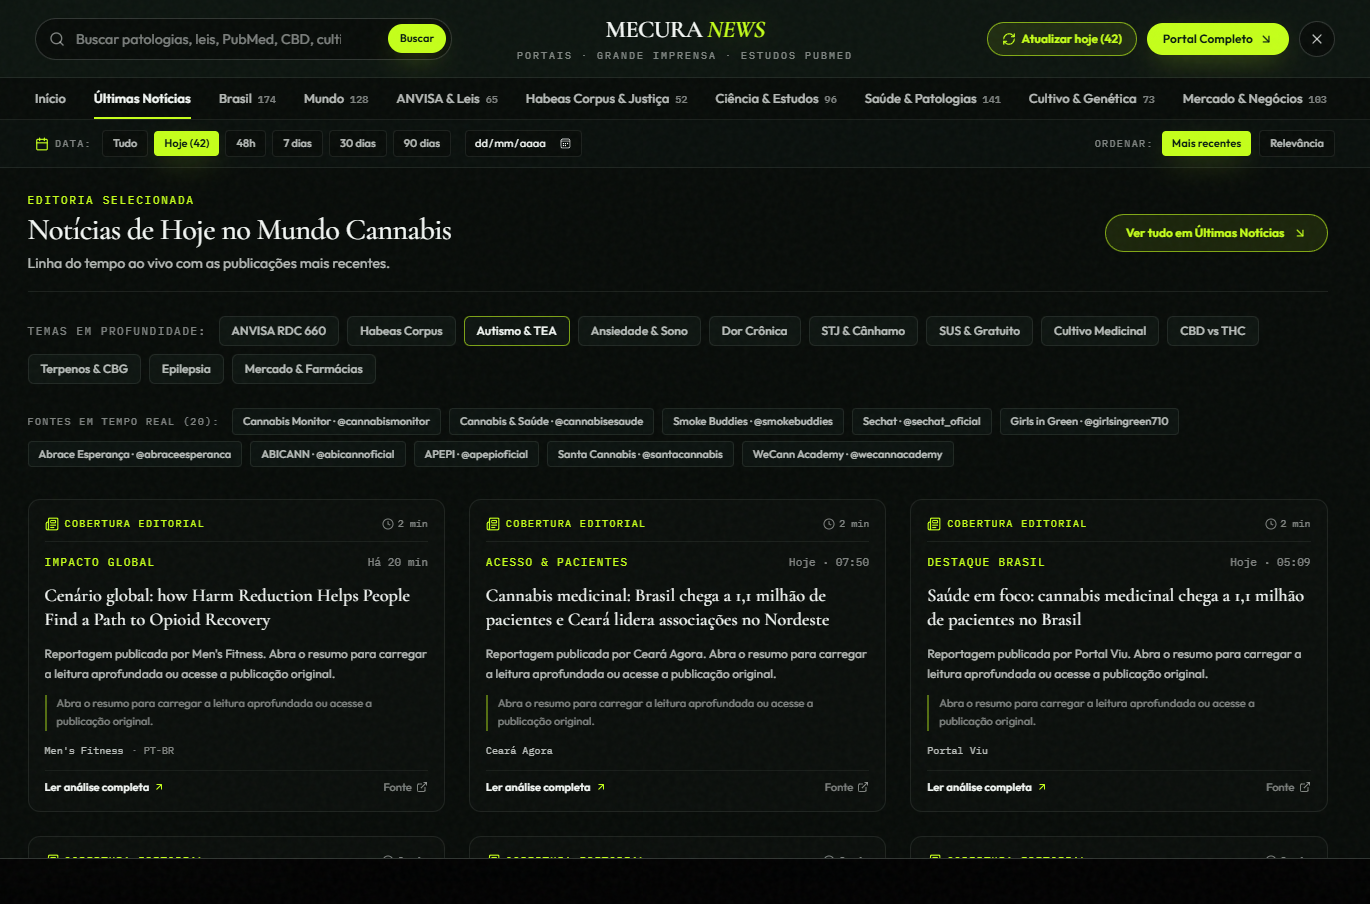 Buscar patologias, leis, PubMed, CBD, culti
Buscar
MECURA NEWS
PORTAIS · GRANDE IMPRENSA · ESTUDOS PUBMED
Atualizar hoje (42)
Portal Completo
Início
Últimas Notícias
Brasil 174
Mundo 128
ANVISA & Leis 65
Habeas Corpus & Justiça 52
Ciência & Estudos 96
Saúde & Patologias 141
Cultivo & Genética 73
Mercado & Negócios 103
DATA:
Tudo
Hoje (42)
48h
7 dias
30 dias
90 dias
dd/mm/aaaa
ORDENAR:
Mais recentes
Relevância
EDITORIA SELECIONADA
Notícias de Hoje no Mundo Cannabis
Linha do tempo ao vivo com as publicações mais recentes.
Ver tudo em Últimas Notícias
TEMAS EM PROFUNDIDADE:
ANVISA RDC 660
Habeas Corpus
Autismo & TEA
Ansiedade & Sono
Dor Crônica
STJ & Cânhamo
SUS & Gratuito
Cultivo Medicinal
CBD vs THC
Terpenos & CBG
Epilepsia
Mercado & Farmácias
FONTES EM TEMPO REAL (20):
Cannabis Monitor · @cannabismonitor
Cannabis & Saúde · @cannabisesaude
Smoke Buddies · @smokebuddies
Sechat · @sechat_oficial
Girls in Green · @girlsingreen710
Abrace Esperança · @abraceesperanca
ABICANN · @abicannoficial
APEPI · @apepioficial
Santa Cannabis · @santacannabis
WeCann Academy · @wecannacademy
COBERTURA EDITORIAL
2 min
IMPACTO GLOBAL
Há 20 min
Cenário global: how Harm Reduction Helps People
Find a Path to Opioid Recovery
Reportagem publicada por Men's Fitness. Abra o resumo para carregar
a leitura aprofundada ou acesse a publicação original.
Abra o resumo para carregar a leitura aprofundada ou acesse a
publicação original.
Men's Fitness · PT-BR
Ler análise completa
Fonte
COBERTURA EDITORIAL
2 min
ACESSO & PACIENTES
Hoje · 07:50
Cannabis medicinal: Brasil chega a 1,1 milhão de
pacientes e Ceará lidera associações no Nordeste
Reportagem publicada por Ceará Agora. Abra o resumo para carregar
a leitura aprofundada ou acesse a publicação original.
Abra o resumo para carregar a leitura aprofundada ou acesse a
publicação original.
Ceará Agora
Ler análise completa
Fonte
COBERTURA EDITORIAL
2 min
DESTAQUE BRASIL
Hoje · 05:09
Saúde em foco: cannabis medicinal chega a 1,1 milhão
de pacientes no Brasil
Reportagem publicada por Portal Viu. Abra o resumo para carregar a
leitura aprofundada ou acesse a publicação original.
Abra o resumo para carregar a leitura aprofundada ou acesse a
publicação original.
Portal Viu
Ler análise completa
Fonte